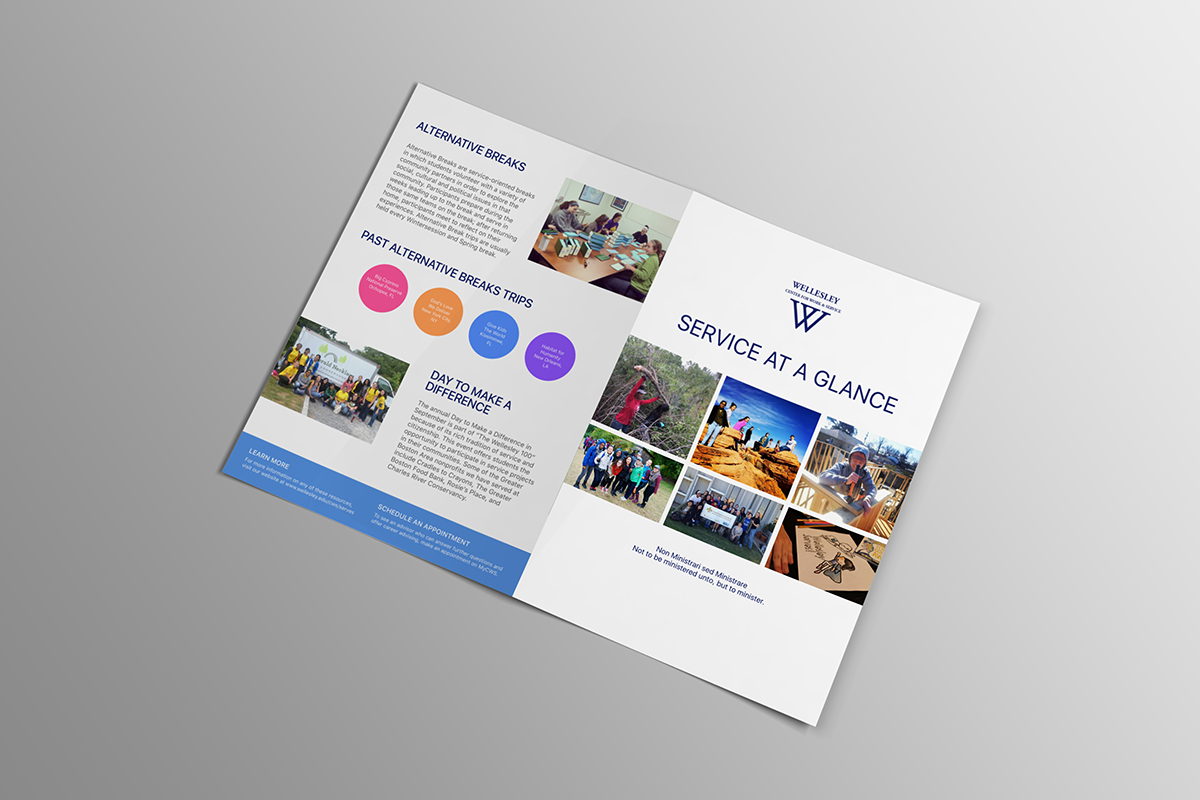 ALTERNATIVE BREAKS
Alternative Breaks are service-oriented breaks
in which students volunteer with a variety of
community partners in order to explore the
social, cultural and political issues in that
community. Participants prepare during the
weeks leading up to the break and serve in
those same teams on the break; after returning
home, participants meet to reflect on their
experiences. Alternative Break trips are usually
held every Wintersession and Spring break.
PAST ALTERNATIVE BREAKS TRIPS
Big Cypress
National Preserve
Ochopee, FL
God's Love
We Deliver
New York City,
NY
Give Kids
The World
Kissimmee,
FL
Habitat for
Humanity
New Orleans,
LA
erald Neckla
DAY TO MAKE A
DIFFERENCE
The annual Day to Make a Difference in
September is part of "The Wellesley 100"
because of its rich tradition of service and
citizenship. This event offers students the
opportunity to participate in service projects
in their communities. Some of the Greater
Boston Area nonprofits we have served at
include Cradles to Crayons, The Greater
Boston Food Bank, Rosie's Place, and
Charles River Conservancy.
LEARN MORE
For more information on any of these resources,
visit our website at www.wellesley.edu/cws/serves
SCHEDULE AN APPOINTMENT
To see an advisor who can answer further questions and
offer career advising, make an appointment on MyCWS.
WELLESLEY
CENTER FOR WORK & SERVICE
W
SERVICE AT A GLANCE
Non Ministrari sed Ministrare
Not to be ministered unto, but to minister.